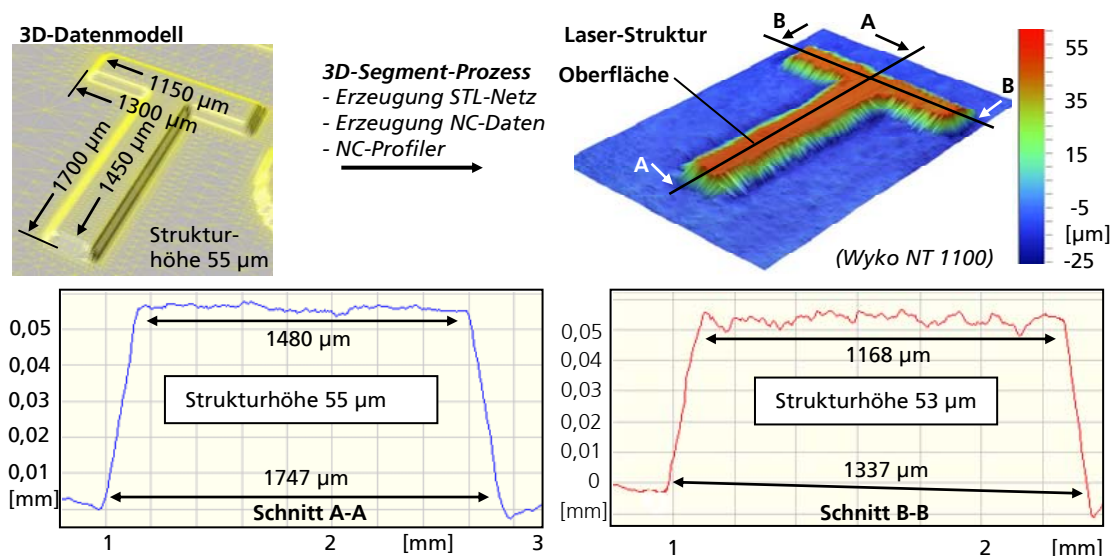 3D-Datenmodell
1150 µm
1300 µm
1700 µm
1450 µm
Struktur-
höhe 55 µm
3D-Segment-Prozess
- Erzeugung STL-Netz
- Erzeugung NC-Daten
- NC-Profiler
Laser-Struktur
Oberfläche
B
A
B
A
(Wyko NT 1100)
55
35
15
-5
[µm]
-25
0,05
0,04
0,03
0,02
0,01
[mm]
1480 µm
Strukturhöhe 55 µm
1747 µm
Schnitt A-A
1
2
[mm]
3
0,05
0,04
0,03
0,02
0,01
0
[mm]
1168 µm
Strukturhöhe 53 µm
1337 µm
Schnitt B-B
1
2
[mm]